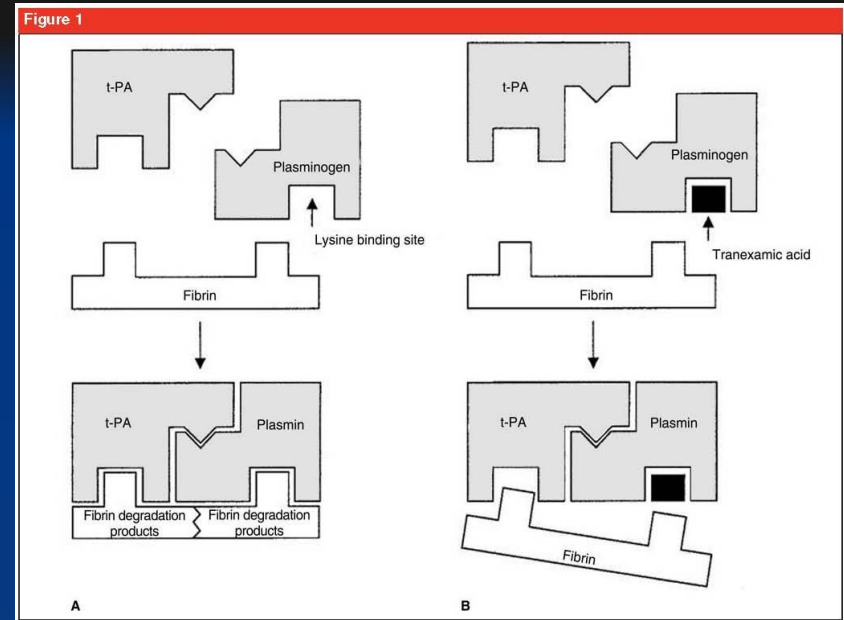 Figure 1
t-PA
Plasminogen
Lysine binding site
Fibrin
t-PA
Plasmin
Fibrin degradation
products
Fibrin degradation
products
A
t-PA
Plasminogen
Tranexamic acid
Fibrin
t-PA
Plasmin
Fibrin
B